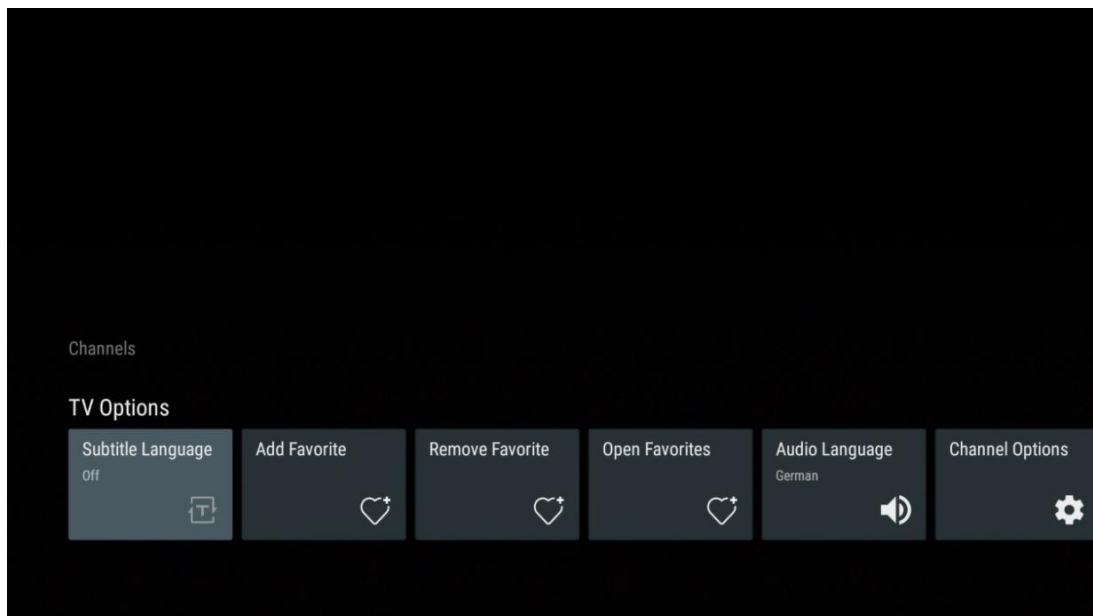 Channels
TV Options
Subtitle Language
Off
Add Favorite
Remove Favorite
Open Favorites
Audio Language
German
Channel Options